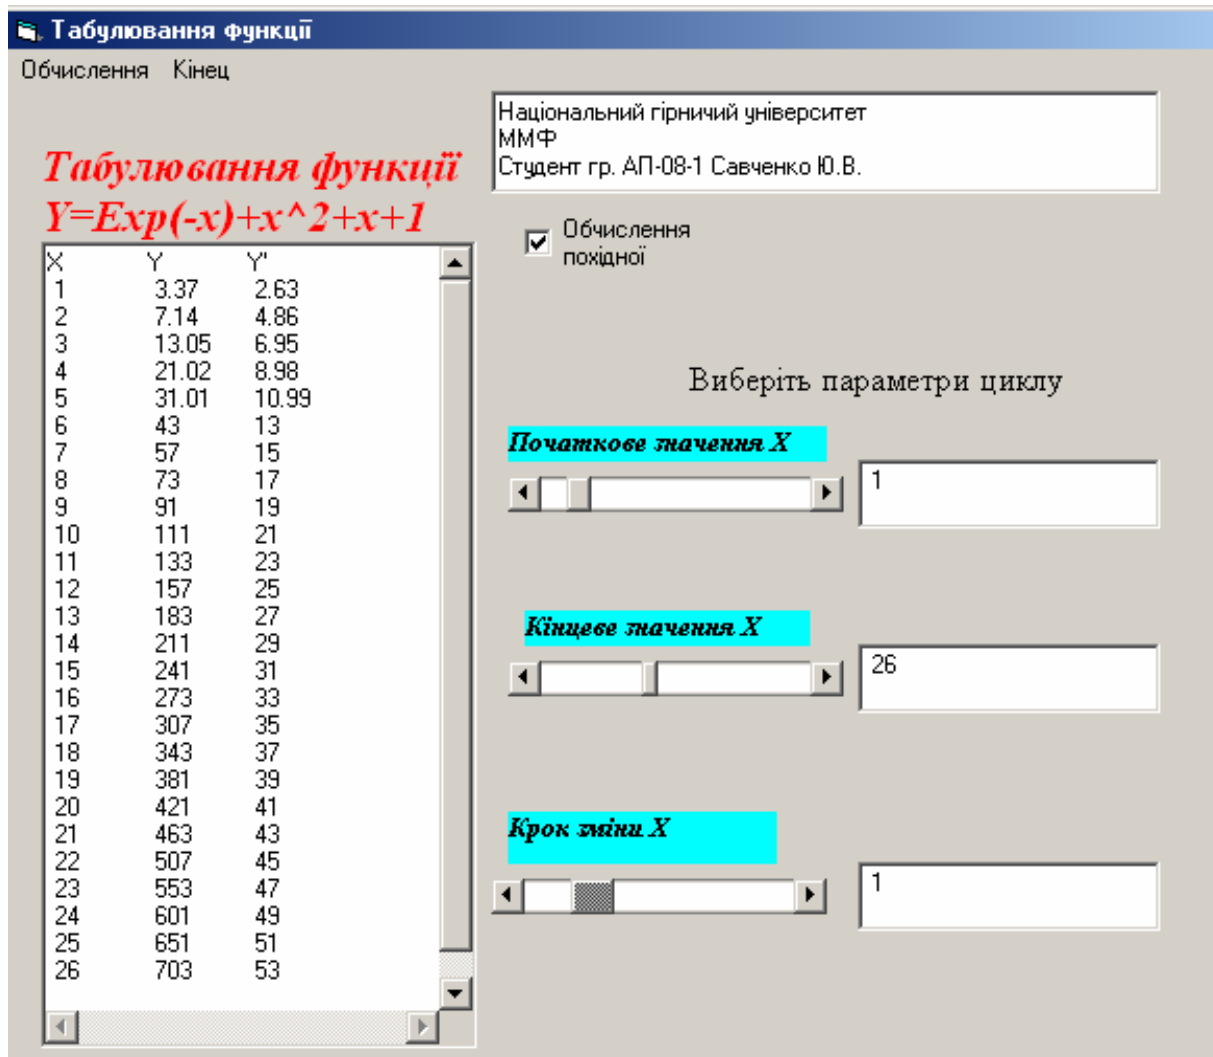 Табулювання функції
Обчислення Кінец
Національний гірничий університет
ММФ
Студент гр. АП-08-1 Савченко Ю.В.
Табулювання функції
Y=Exp(-x)+x^2+x+1
Обчислення
похідної
X Y Y'
1 3.37 2.63
2 7.14 4.86
3 13.05 6.95
4 21.02 8.98
5 31.01 10.99
6 43 13
7 57 15
8 73 17
9 91 19
10 111 21
11 133 23
12 157 25
13 183 27
14 211 29
15 241 31
16 273 33
17 307 35
18 343 37
19 381 39
20 421 41
21 463 43
22 507 45
23 553 47
24 601 49
25 651 51
26 703 53
Виберіть параметри циклу
Початкове значення X
1
Кінцеве значення X
26
Крок зміни X
1